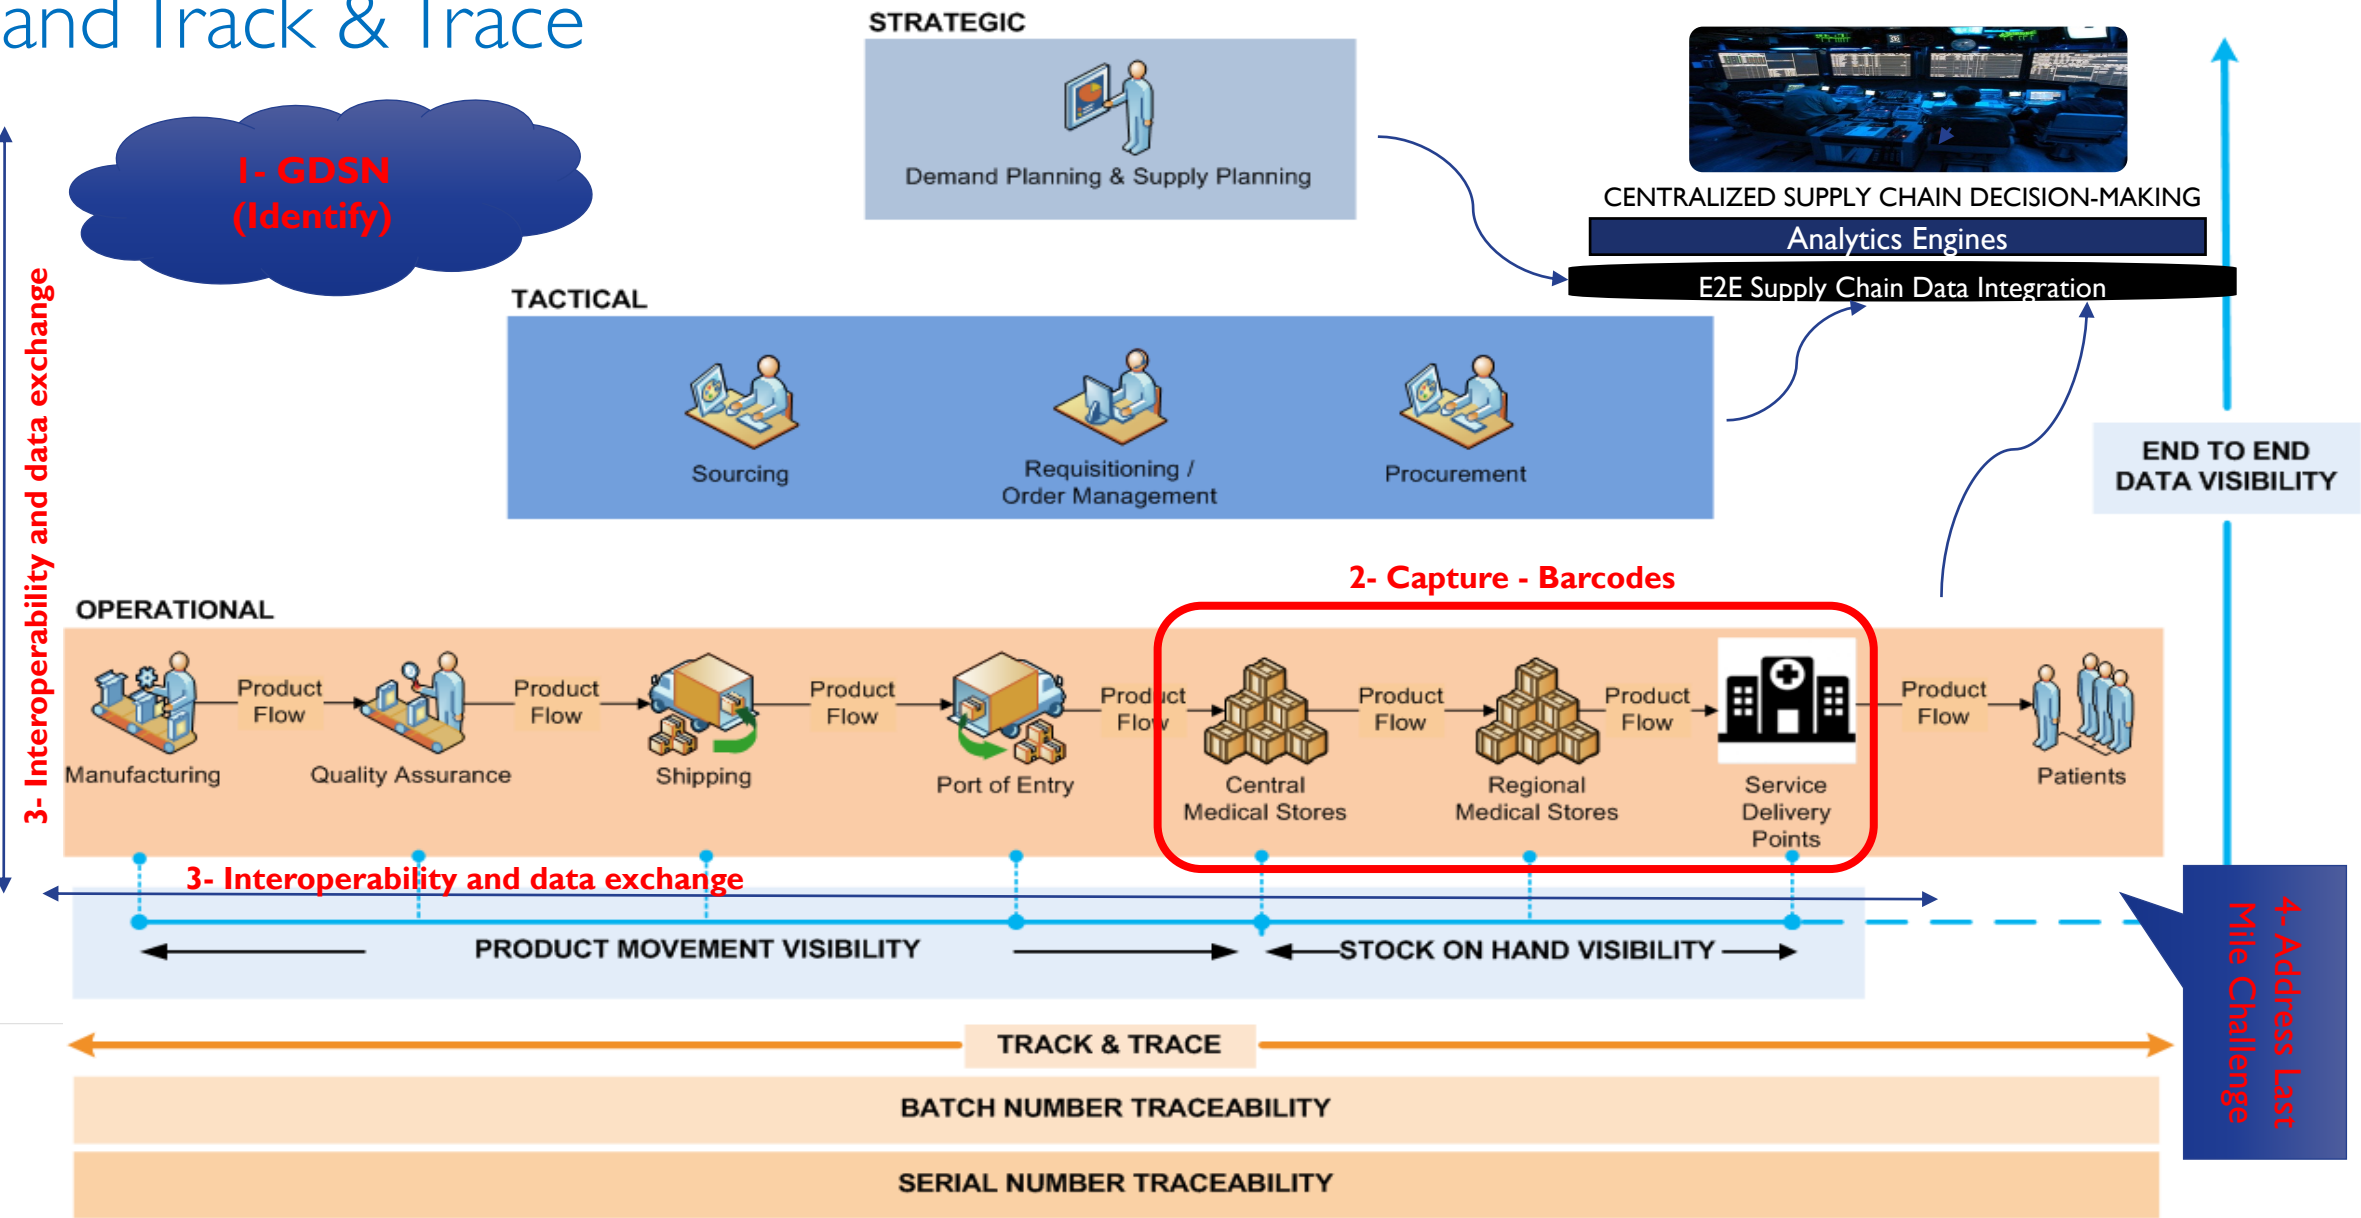 and Track & Trace
STRATEGIC
Demand Planning & Supply Planning
1- GDSN
(Identify)
CENTRALIZED SUPPLY CHAIN DECISION-MAKING
Analytics Engines
E2E Supply Chain Data Integration
TACTICAL
Sourcing
Requisitioning /
Order Management
Procurement
END TO END
DATA VISIBILITY
3- Interoperability and data exchange
2- Capture - Barcodes
OPERATIONAL
Manufacturing
Product
Flow
Quality Assurance
Product
Flow
Shipping
Product
Flow
Port of Entry
Product
Flow
Central
Medical Stores
Product
Flow
Regional
Medical Stores
Product
Flow
Service
Delivery
Points
Product
Flow
Patients
3- Interoperability and data exchange
PRODUCT MOVEMENT VISIBILITY
STOCK ON HAND VISIBILITY
4- Address Last
Mile Challenge
TRACK & TRACE
BATCH NUMBER TRACEABILITY
SERIAL NUMBER TRACEABILITY